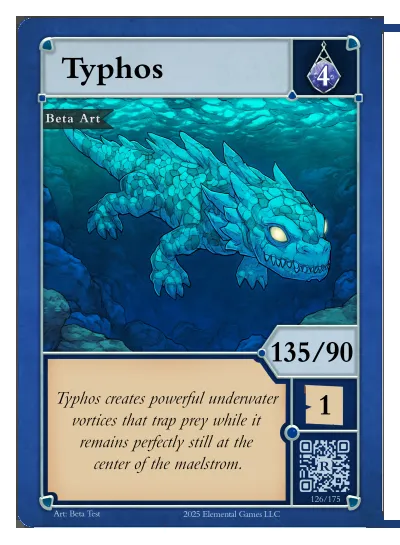 Typhos
4
Beta Art
135/90
Typhos creates powerful underwater
vortices that trap prey while it
remains perfectly still at the
center of the maelstrom.
1
R
126/175
Art: Beta Test
2025 Elemental Games LLC